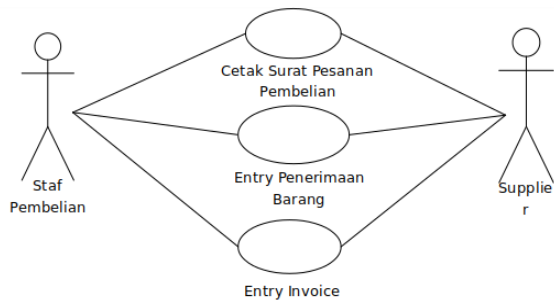 Cetak Surat Pesanan
Pembelian
Staf
Pembelian
Entry Penerimaan
Barang
Supplie
r
Entry Invoice